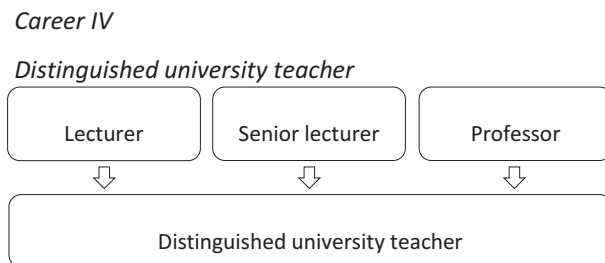 Career IV
Distinguished university teacher
Lecturer
Senior lecturer
Professor
Distinguished university teacher